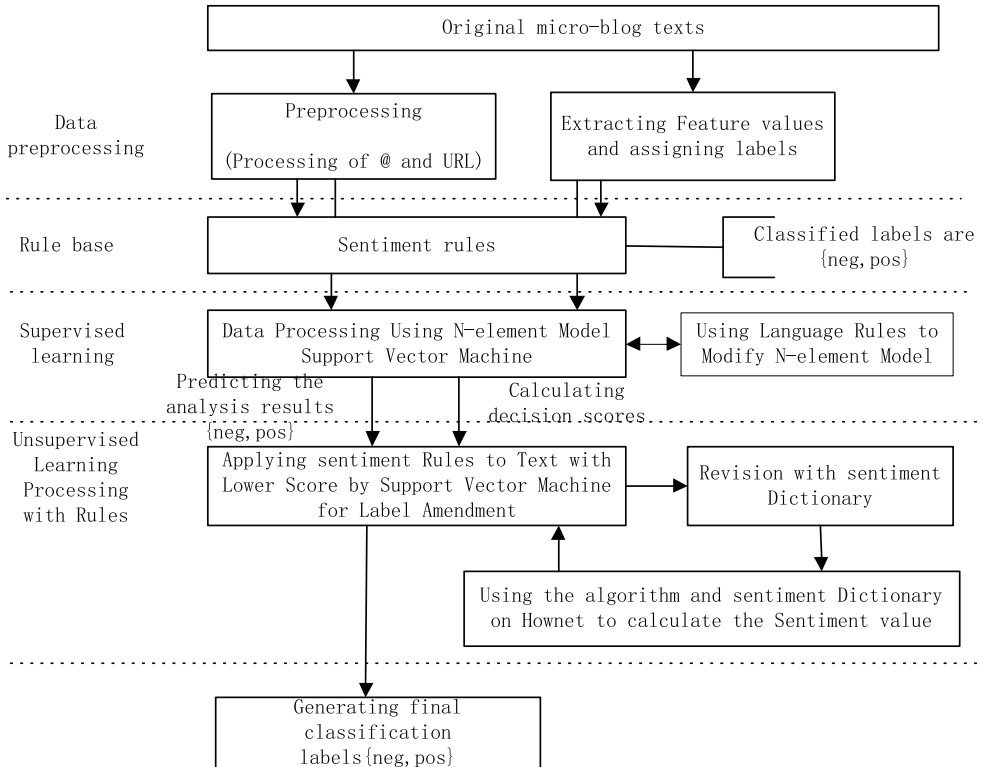 Original micro-blog texts
Data
preprocessing
Preprocessing
(Processing of @ and URL)
Extracting Feature values
and assigning labels
Rule base
Sentiment rules
Classified labels are
{neg,pos}
Supervised
learning
Data Processing Using N-element Model
Support Vector Machine
Using Language Rules to
Modify N-element Model
Predicting the
analysis results
{neg,pos}
Calculating
decision scores
Unsupervised
Learning
Processing
with Rules
Applying sentiment Rules to Text with
Lower Score by Support Vector Machine
for Label Amendment
Revision with sentiment
Dictionary
Using the algorithm and sentiment Dictionary
on Hownet to calculate the Sentiment value
Generating final
classification
labels{neg,pos}